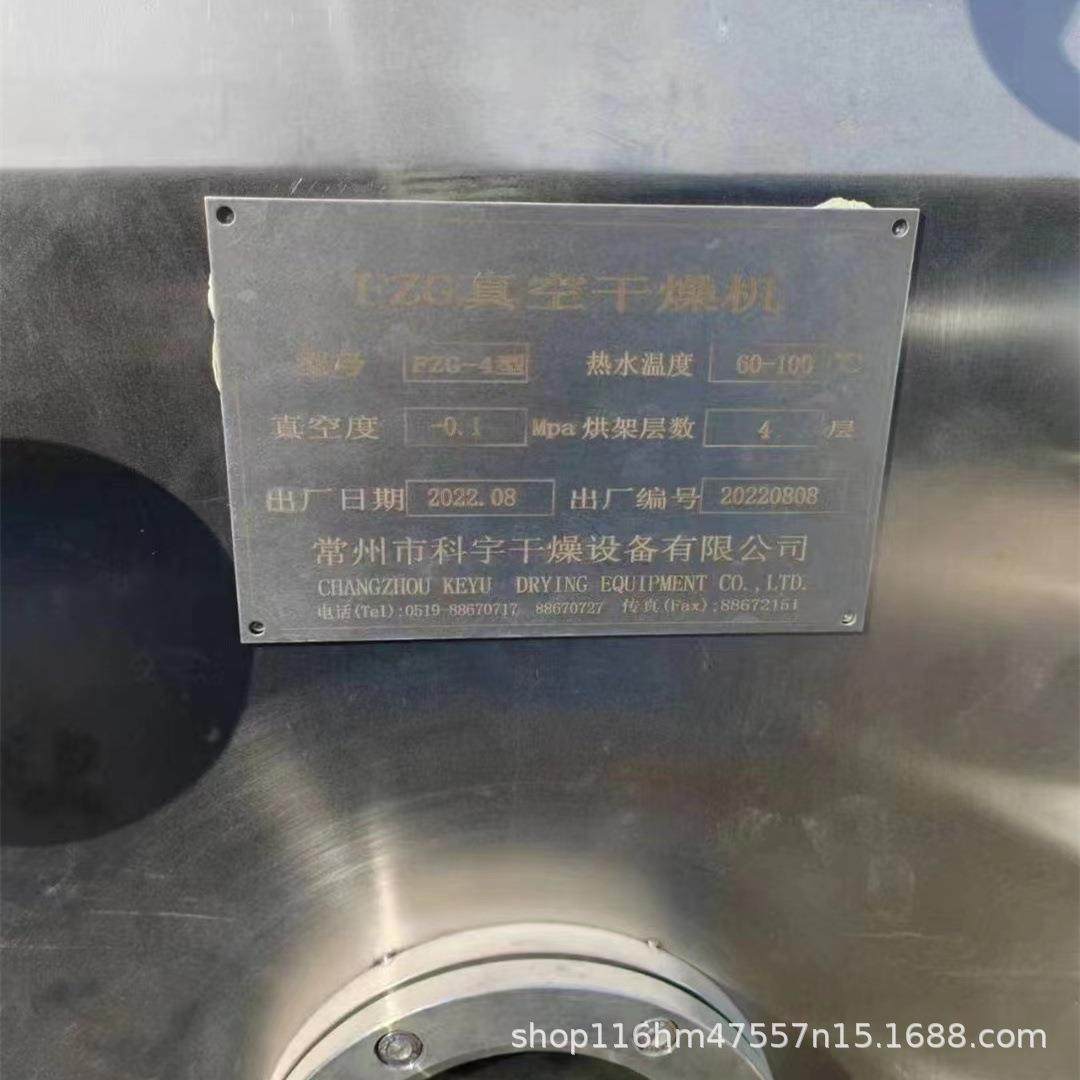 FZG真空干燥机
型号 FZG-4型 热水温度 60-100 ℃
真空度 -0.1 Mpa 烘架层数 4 层
出厂日期 2022.08 出厂编号 20220808
常州市科宇干燥设备有限公司
CHANGZHOU KEYU DRYING EQUIPMENT CO.,LTD.
电话(Tel):0519-88670717 88670727 传真(Fax):88672151
shop116hm47557n15.1688.com